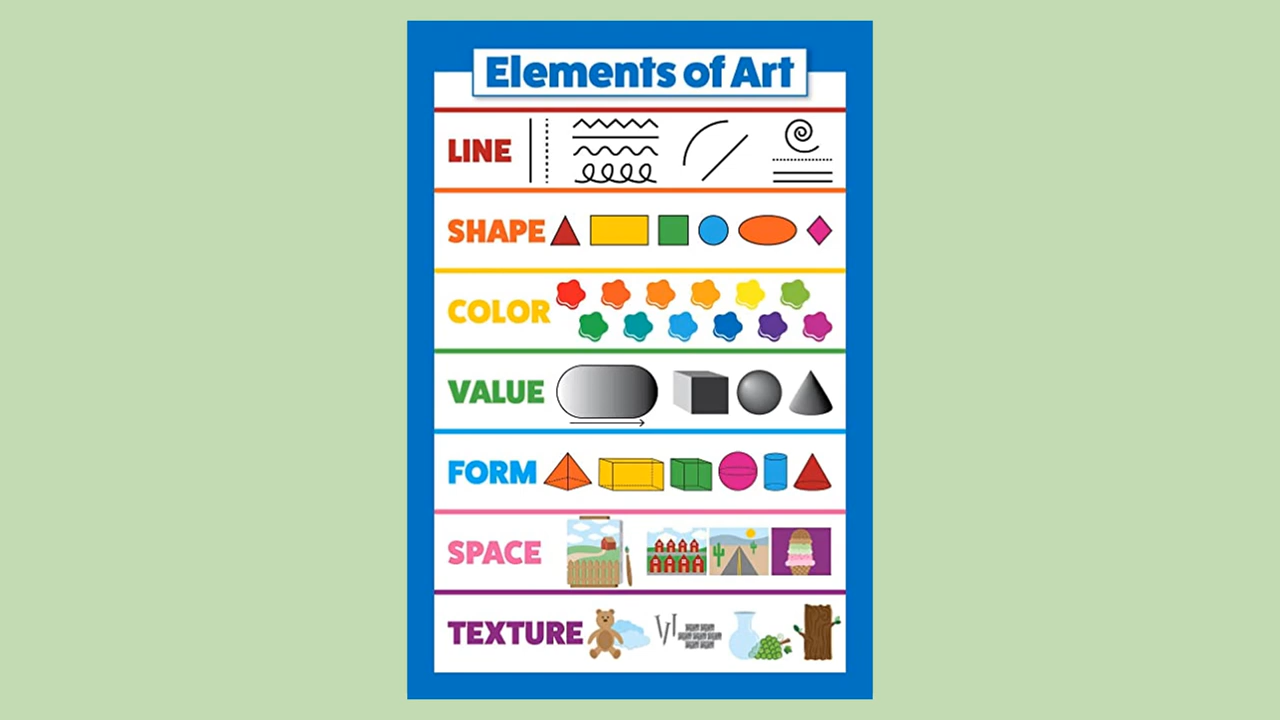 Elements of Art
LINE
SHAPE
COLOR
VALUE
FORM
SPACE
TEXTURE